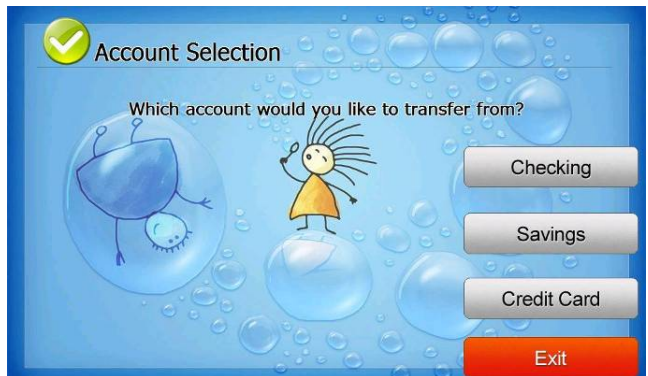 Account Selection
Which account would you like to transfer from?
Checking
Savings
Credit Card
Exit